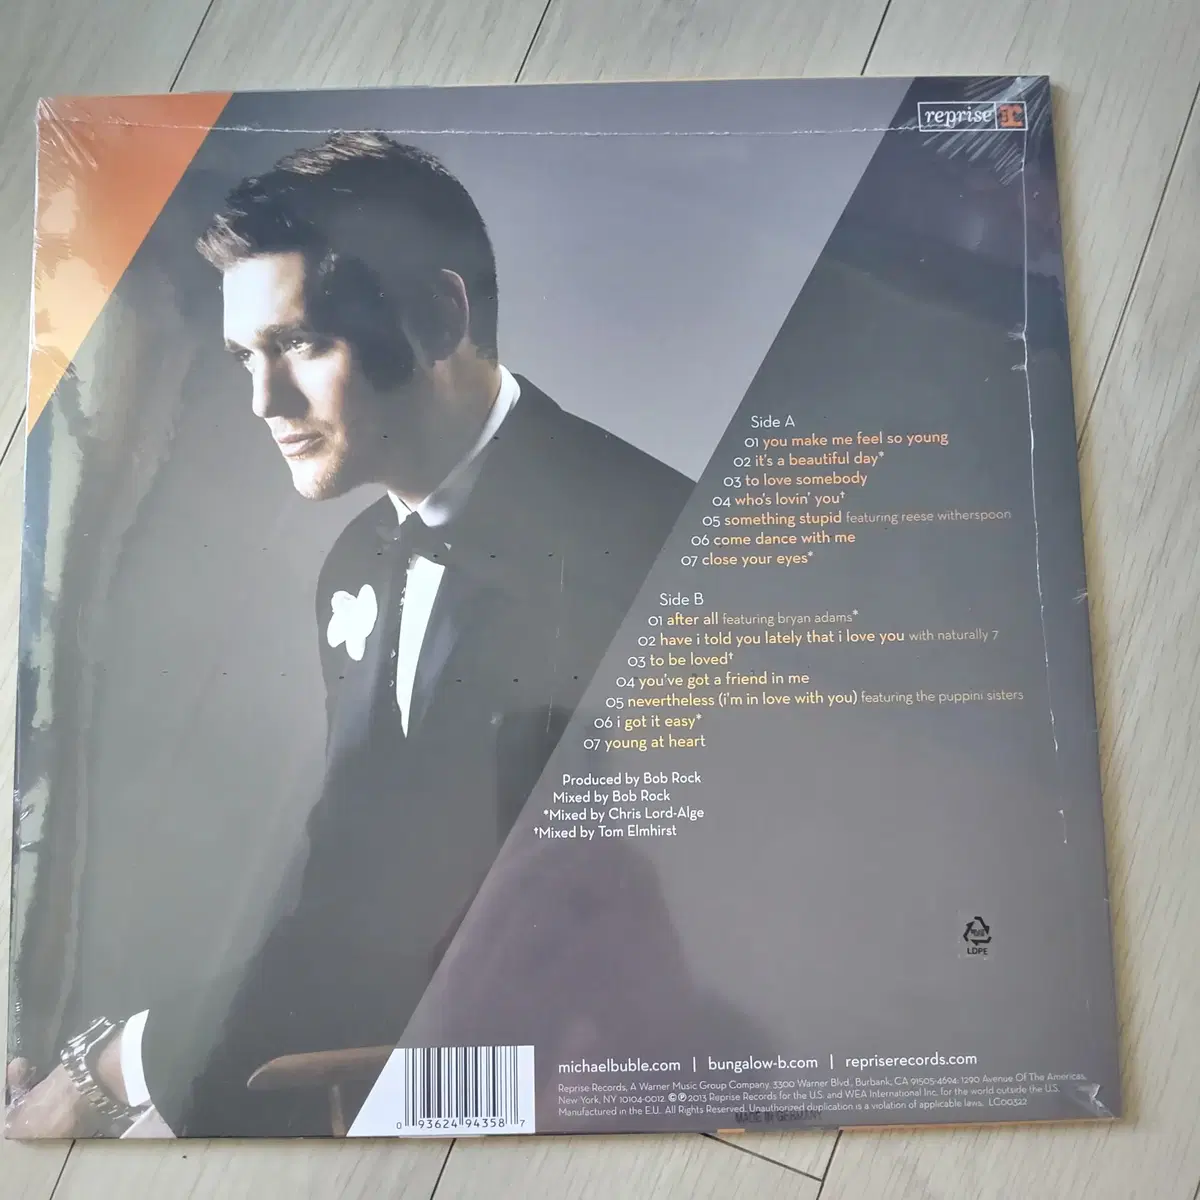 reprise
Side A
01 you make me feel so young
02 it's a beautiful day*
03 to love somebody
04 who's lovin' you†
05 something stupid featuring reese witherspoon
06 come dance with me
07 close your eyes*
Side B
01 after all featuring bryan adams*
02 have i told you lately that i love you with naturally 7
03 to be loved†
04 you've got a friend in me
05 nevertheless (i'm in love with you) featuring the puppini sisters
06 i got it easy*
07 young at heart
Produced by Bob Rock
Mixed by Bob Rock
*Mixed by Chris Lord-Alge
†Mixed by Tom Elmhirst
LDPE
michaelbuble.com | bungalow-b.com | repriserecords.com
Reprise Records, A Warner Music Group Company, 3300 Warner Blvd., Burbank, CA 91505-4694; 1290 Avenue Of The Americas,
New York, NY 10104-0012. ©℗ 2013 Reprise Records for the U.S. and WEA International Inc. for the world outside the U.S.
Manufactured in the E.U. All Rights Reserved. Unauthorized duplication is a violation of applicable laws. LC00322
MADE IN GERMANY
0 93624 94358 7